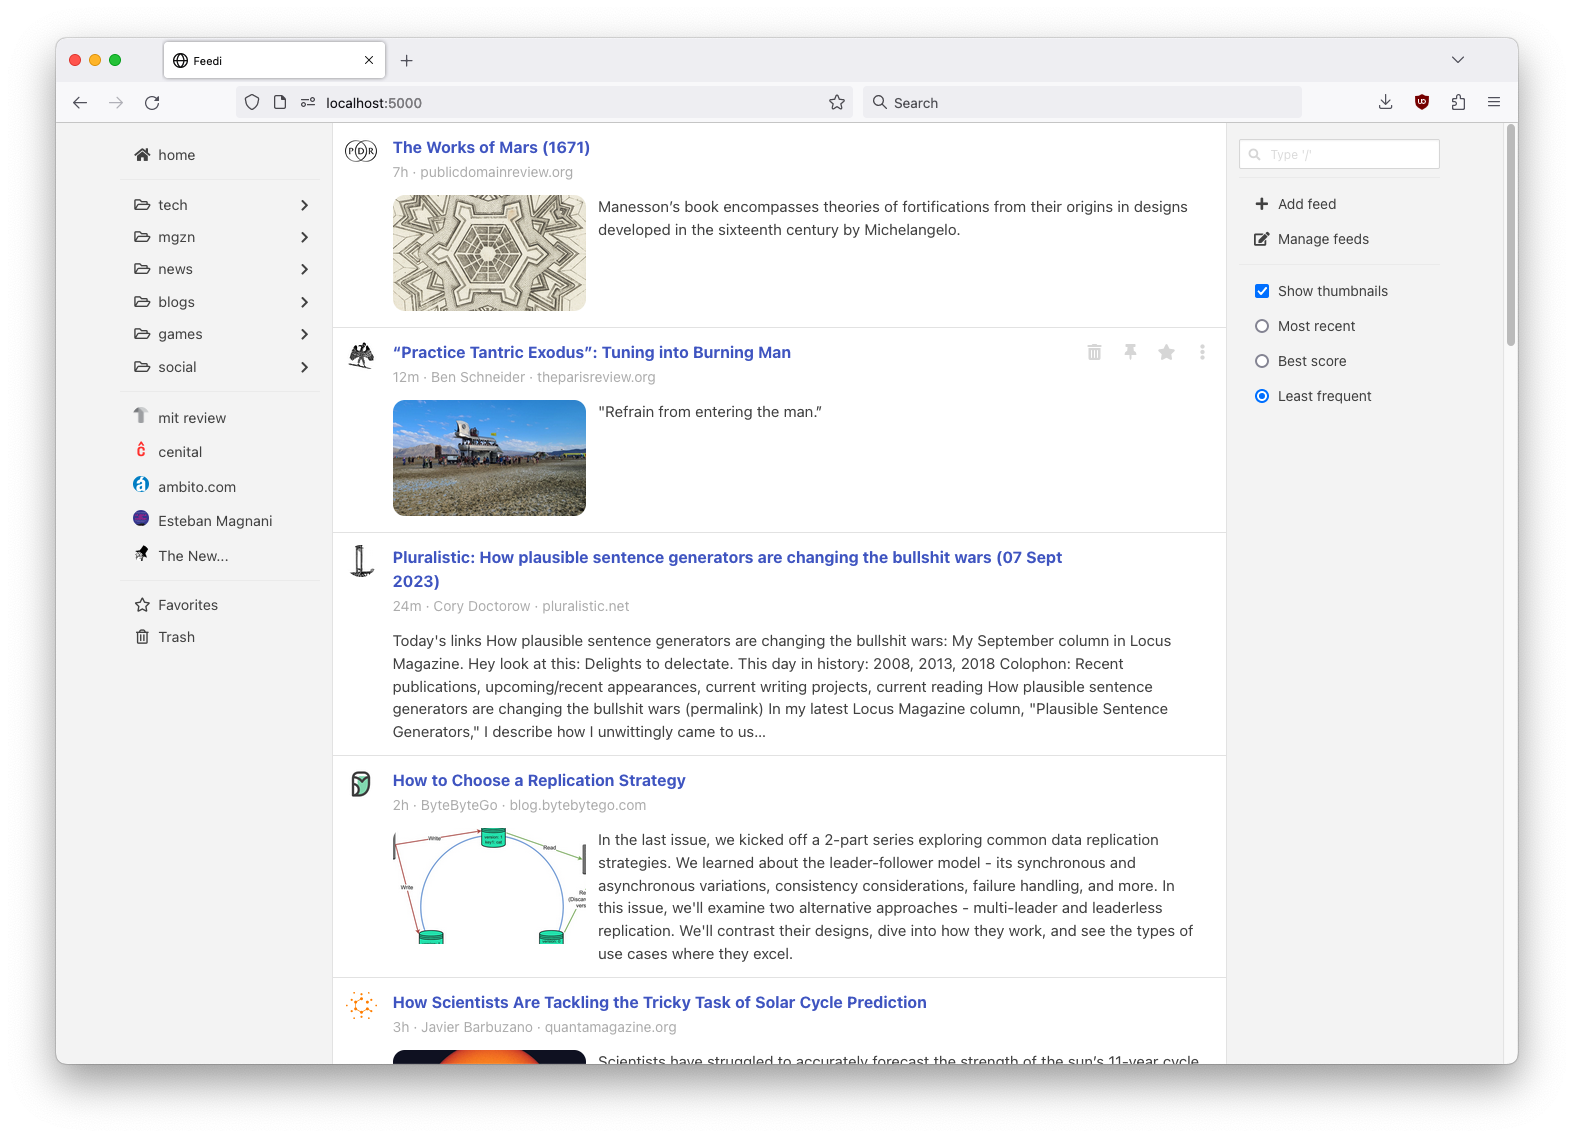 Feedi
localhost:5000
Search
home
tech
mgzn
news
blogs
games
social
mit review
cenital
ambito.com
Esteban Magnani
The New...
Favorites
Trash
PDR
The Works of Mars (1671)
7h · publicdomainreview.org
Manesson’s book encompasses theories of fortifications from their origins in designs
developed in the sixteenth century by Michelangelo.
“Practice Tantric Exodus”: Tuning into Burning Man
12m · Ben Schneider · theparisreview.org
"Refrain from entering the man.”
Pluralistic: How plausible sentence generators are changing the bullshit wars (07 Sept
2023)
24m · Cory Doctorow · pluralistic.net
Today's links How plausible sentence generators are changing the bullshit wars: My September column in Locus
Magazine. Hey look at this: Delights to delectate. This day in history: 2008, 2013, 2018 Colophon: Recent
publications, upcoming/recent appearances, current writing projects, current reading How plausible sentence
generators are changing the bullshit wars (permalink) In my latest Locus Magazine column, "Plausible Sentence
Generators," I describe how I unwittingly came to us...
How to Choose a Replication Strategy
2h · ByteByteGo · blog.bytebytego.com
Write
Read
Write
Re
(Discar
In the last issue, we kicked off a 2-part series exploring common data replication
strategies. We learned about the leader-follower model - its synchronous and
asynchronous variations, consistency considerations, failure handling, and more. In
this issue, we'll examine two alternative approaches - multi-leader and leaderless
replication. We'll contrast their designs, dive into how they work, and see the types of
use cases where they excel.
How Scientists Are Tackling the Tricky Task of Solar Cycle Prediction
3h · Javier Barbuzano · quantamagazine.org
Scientists have struggled to accurately forecast the strength of the sun’s 11-year cycle
Type '/'
Add feed
Manage feeds
Show thumbnails
Most recent
Best score
Least frequent